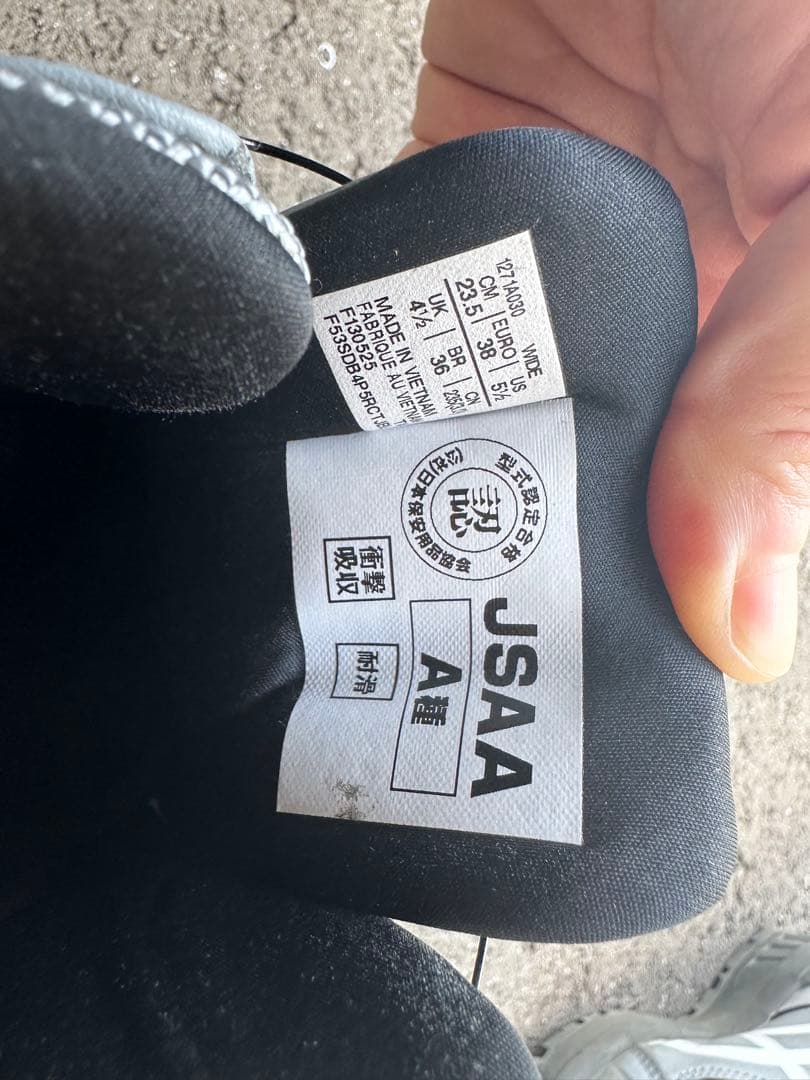 1271A030 WIDE
CM EURO US
23.5 38 5½
UK BR CN
4½ 36
MADE IN VIETNAM
FABRIQUE AU VIETNAM
F130525
F53SDB4P5RCTJ
型式認定合格
認
(公社)日本保安用品協会
JSAA
A種
衝撃
吸収
耐滑